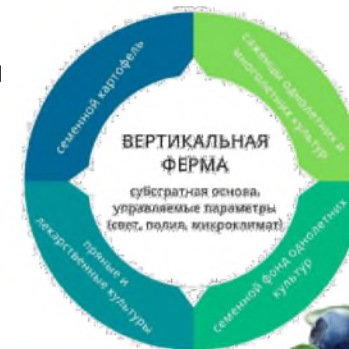 семенной картофель
саженцы однолетних и
многолетних культур
ВЕРТИКАЛЬНАЯ
ФЕРМА
субстратная основа,
управляемые параметры
(свет, полив, микроклимат)
пряные и
лекарственные культуры
семенной фонд однолетних
культур